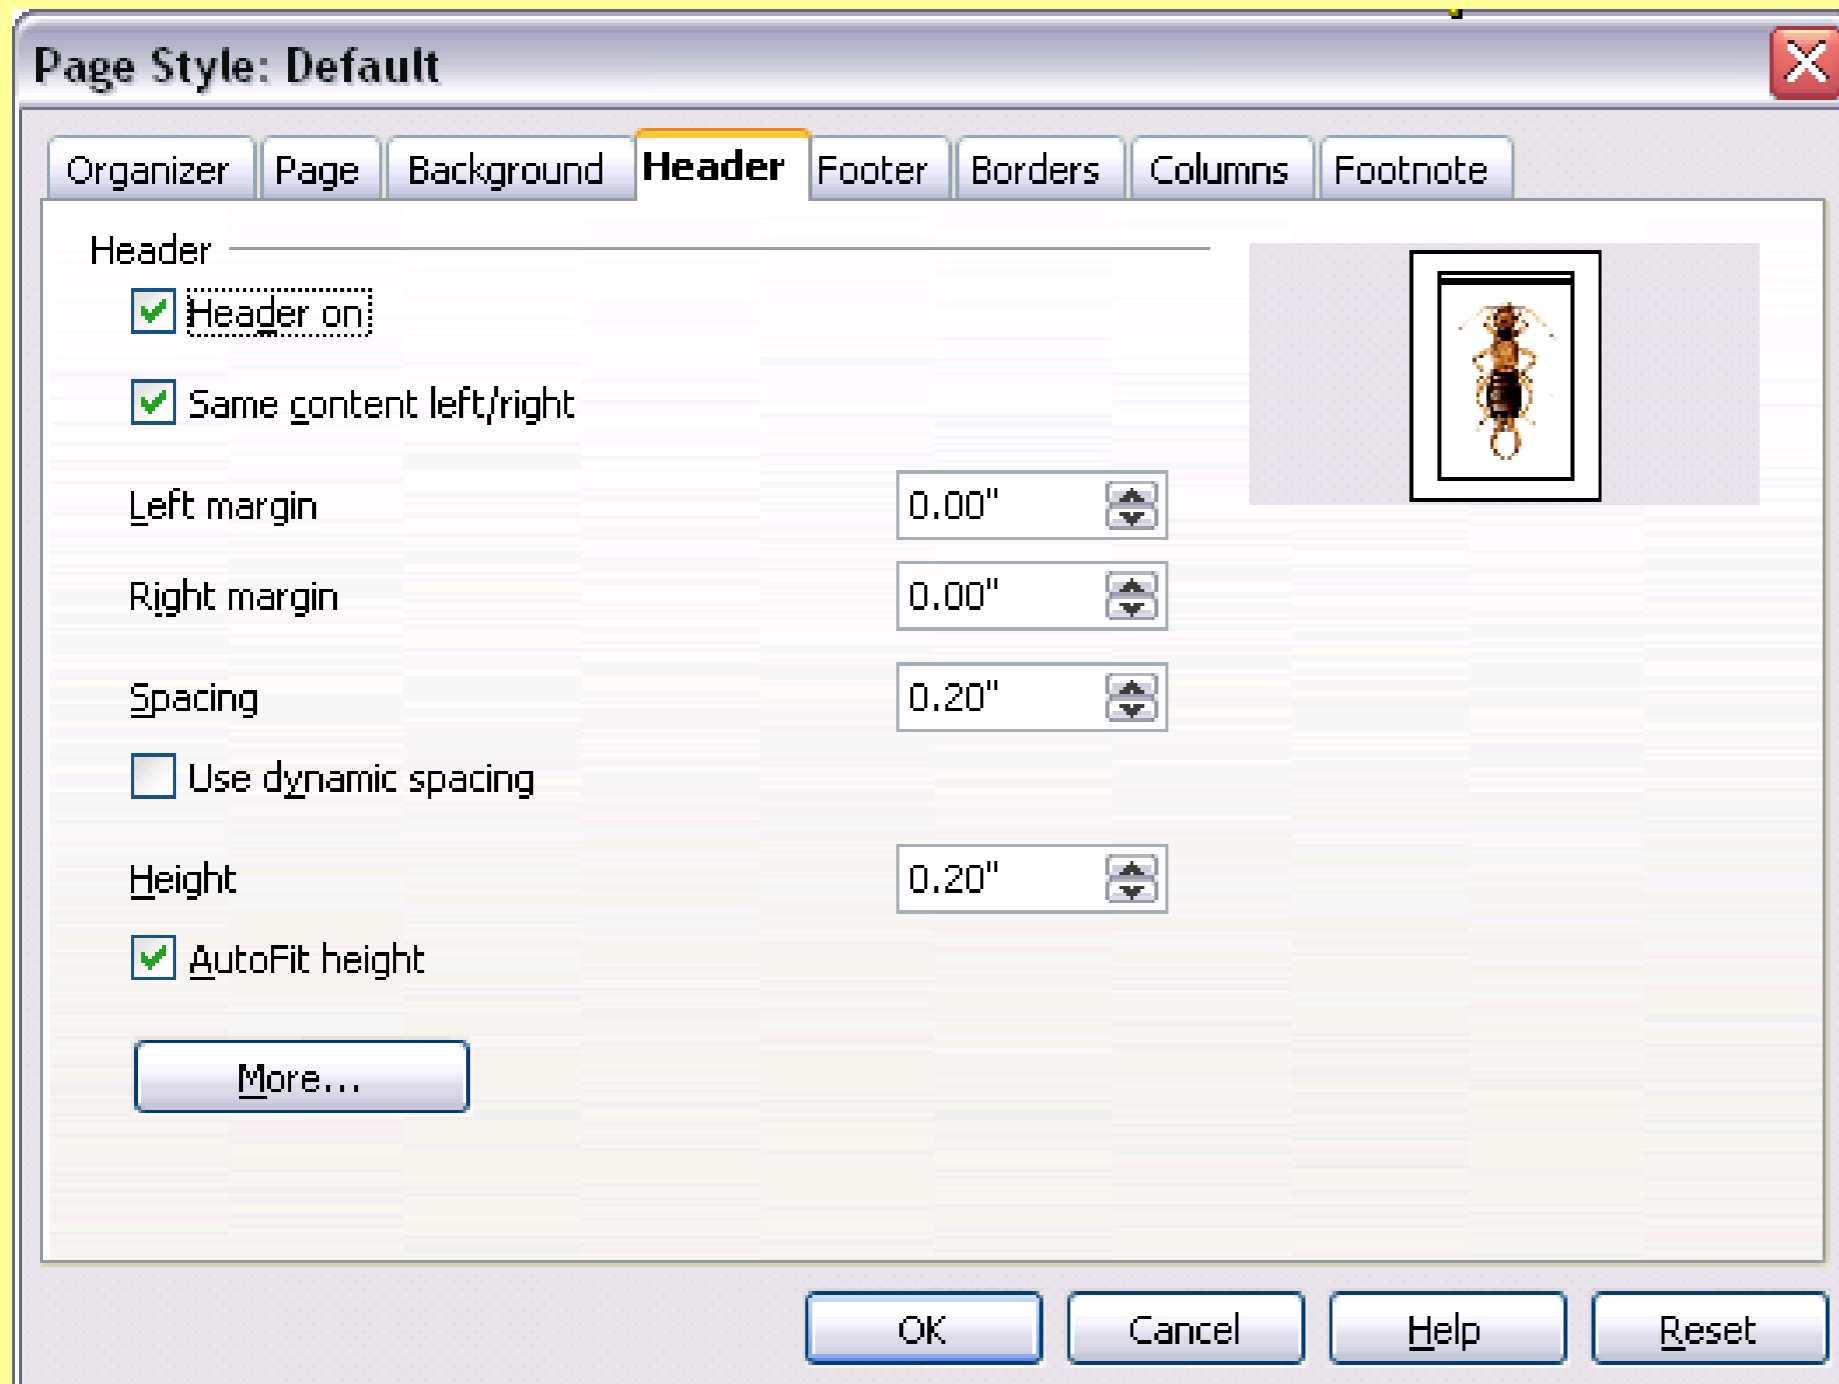 Page Style: Default
Organizer Page Background Header Footer Borders Columns Footnote
Header
Header on
Same content left/right
Left margin 0.00"
Right margin 0.00"
Spacing 0.20"
Use dynamic spacing
Height 0.20"
AutoFit height
More...
OK Cancel Help Reset